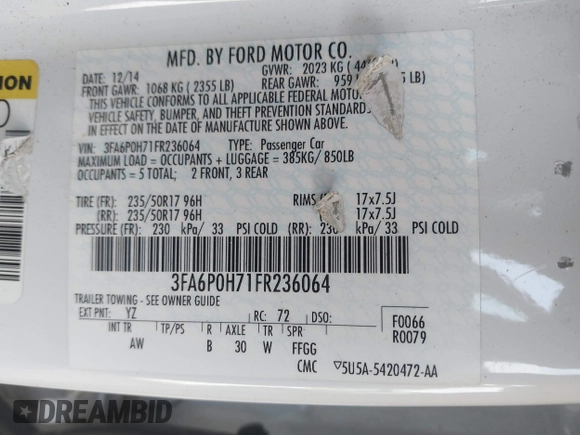 MFD. BY FORD MOTOR CO.
DATE: 12/14 GVWR: 2023 KG
FRONT GAWR: 1068 KG ( 2355 LB) REAR GAWR: 959 LB)
THIS VEHICLE CONFORMS TO ALL APPLICABLE FEDERAL MOTOR
VEHICLE SAFETY, BUMPER, AND THEFT PREVENTION STANDARDS
IN EFFECT ON THE DATE OF MANUFACTURE SHOWN ABOVE.
VIN: 3FA6P0H71FR236064 TYPE: Passenger Car
MAXIMUM LOAD = OCCUPANTS + LUGGAGE = 385KG/ 850LB
OCCUPANTS = 5 TOTAL; 2 FRONT, 3 REAR
TIRE (FR): 235/50R17 96H RIMS 17x7.5J
(RR): 235/50R17 96H 17x7.5J
PRESSURE (FR): 230 kPa/ 33 PSI COLD (RR): kPa/ 33 PSI COLD
3FA6P0H71FR236064
TRAILER TOWING - SEE OWNER GUIDE
EXT PNT: YZ RC: 72 DSO:
INT TR TP/PS R AXLE TR SPR
AW B 30 W FFGG
F0066
R0079
CMC ▽5U5A-5420472-AA
DREAMBID